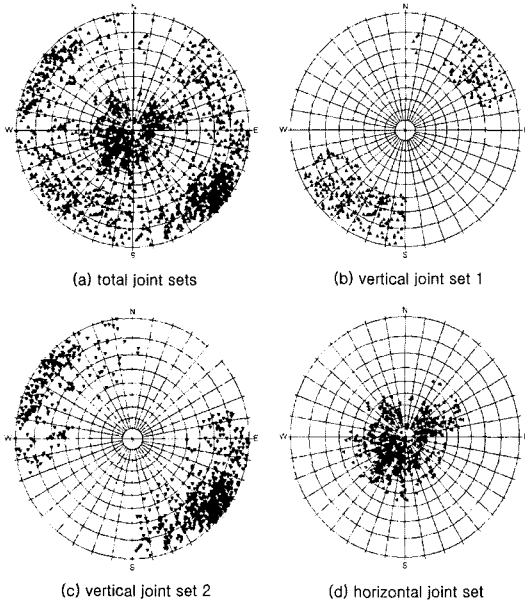 N
W
E
S
(a) total joint sets
W
E
S
(b) vertical joint set 1
N
W
E
S
(c) vertical joint set 2
N
W
E
S
(d) horizontal joint set